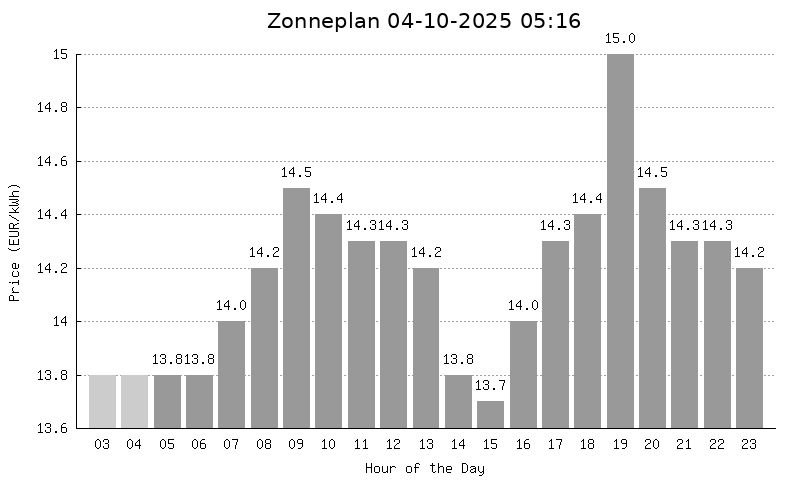 Zonneplan 04-10-2025 05:16
15.0
15
14.8
14.6
14.5 14.5
14.4 14.4 14.4
14.3 14.3 14.3 14.3 14.3
14.2 14.2 14.2 14.2
14.0 14.0
14
13.8 13.8 13.8 13.8
13.7
13.6
03 04 05 06 07 08 09 10 11 12 13 14 15 16 17 18 19 20 21 22 23
Hour of the Day
Price (EUR/kWh)